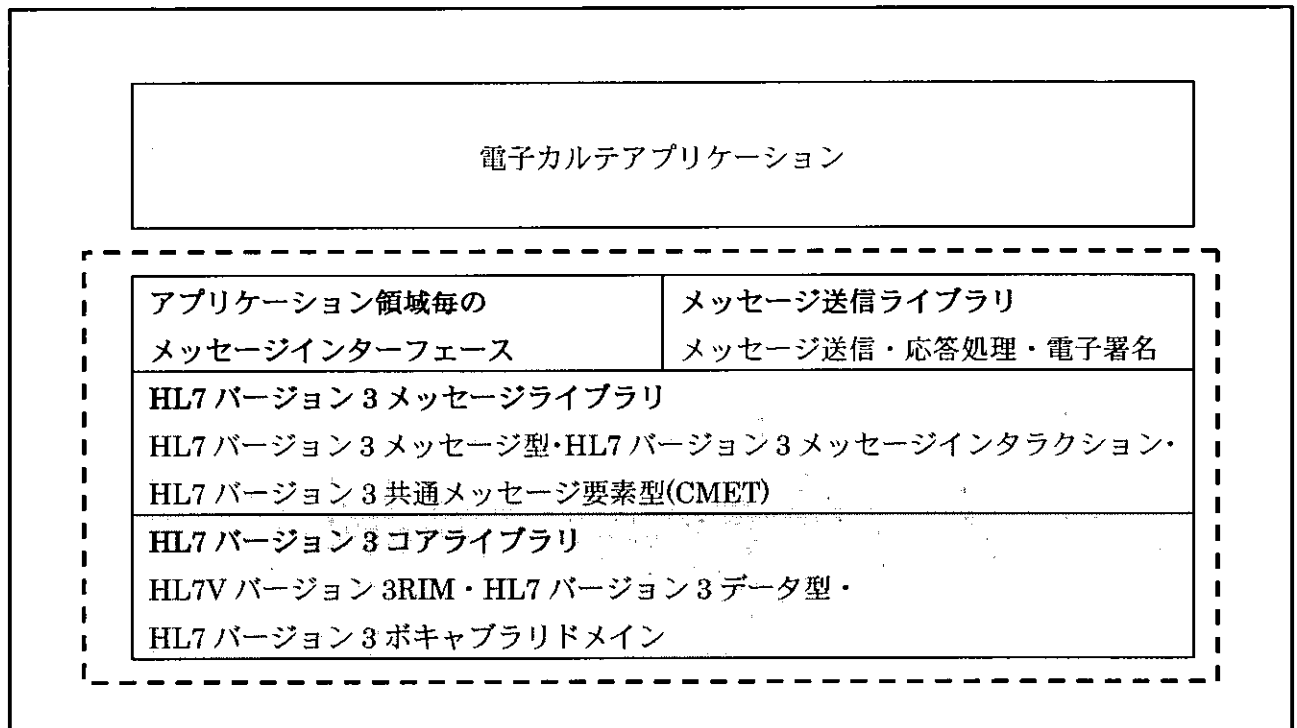 電子カルテアプリケーション
アプリケーション領域毎の
メッセージインターフェース
メッセージ送信ライブラリ
メッセージ送信・応答処理・電子署名
HL7 バージョン 3 メッセージライブラリ
HL7 バージョン 3 メッセージ型・HL7 バージョン 3 メッセージインタラクション・
HL7 バージョン 3 共通メッセージ要素型(CMET)
HL7 バージョン 3 コアライブラリ
HL7V バージョン 3RIM・HL7 バージョン 3 データ型・
HL7 バージョン 3 ボキャブラリドメイン